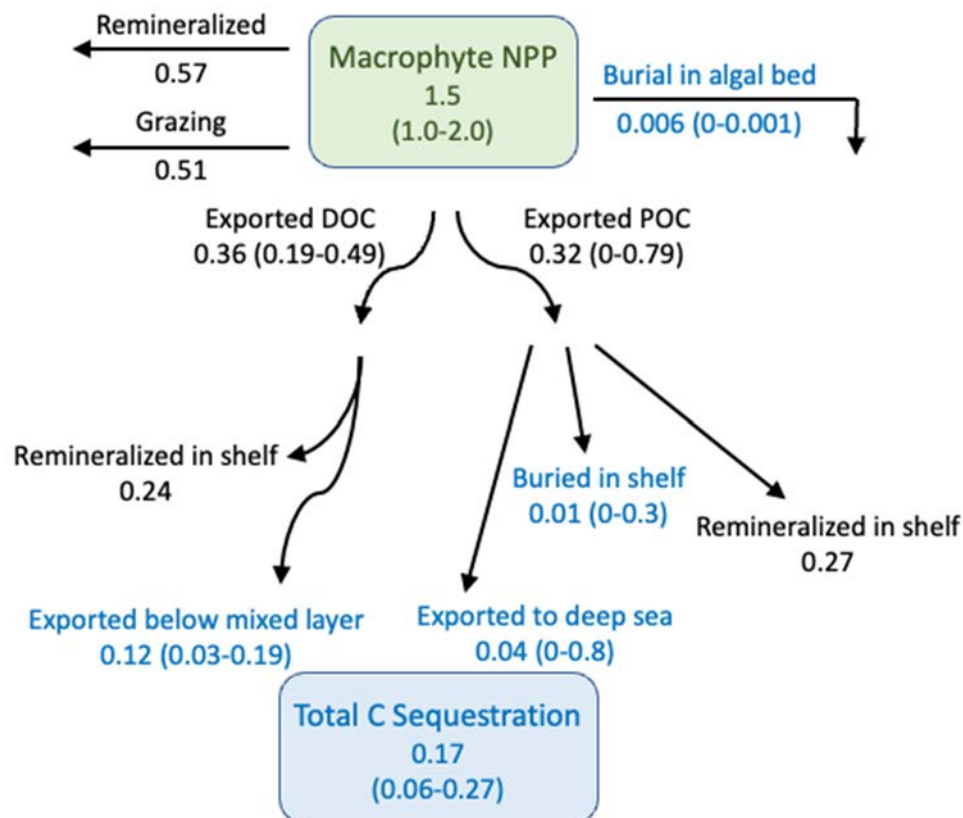 Remineralized
0.57
Grazing
0.51
Macrophyte NPP
1.5
(1.0-2.0)
Burial in algal bed
0.006 (0-0.001)
Exported DOC
0.36 (0.19-0.49)
Exported POC
0.32 (0-0.79)
Remineralized in shelf
0.24
Buried in shelf
0.01 (0-0.3)
Remineralized in shelf
0.27
Exported below mixed layer
0.12 (0.03-0.19)
Exported to deep sea
0.04 (0-0.8)
Total C Sequestration
0.17
(0.06-0.27)